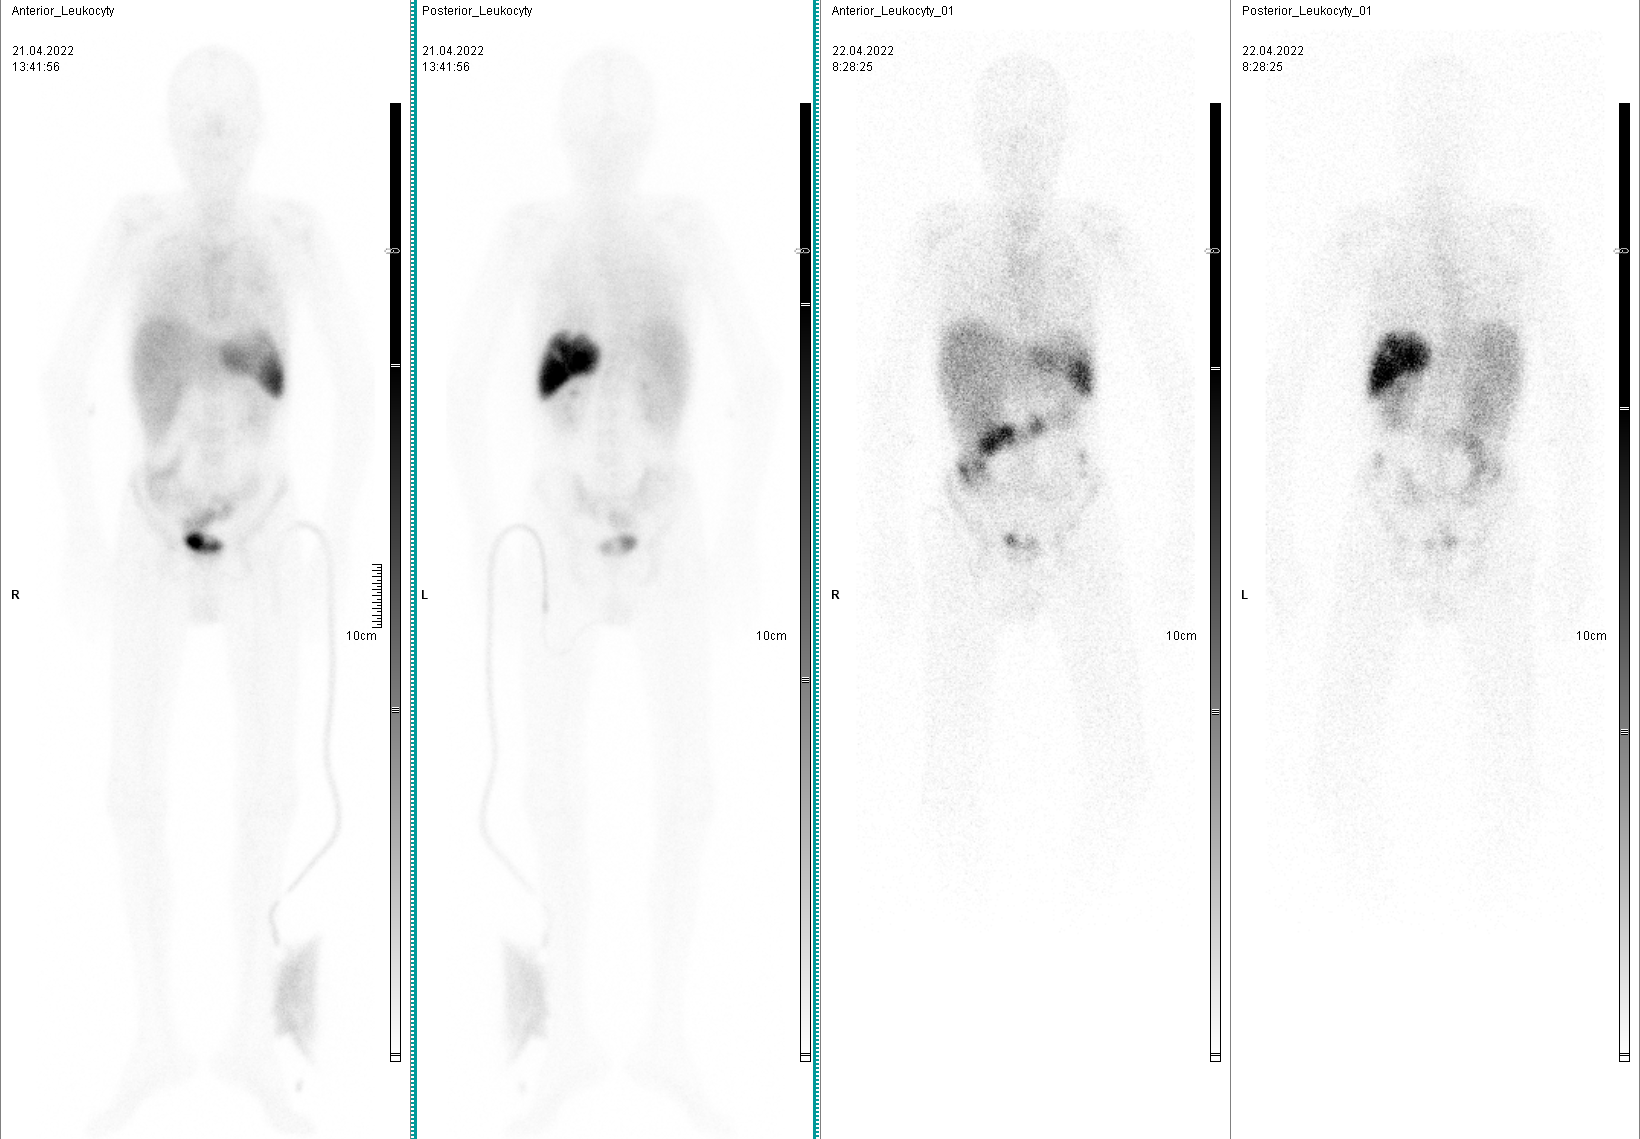 Anterior_Leukocyty
21.04.2022
13:41:56
R
10cm
Posterior_Leukocyty
21.04.2022
13:41:56
L
10cm
Anterior_Leukocyty_01
22.04.2022
8:28:25
R
10cm
Posterior_Leukocyty_01
22.04.2022
8:28:25
L
10cm